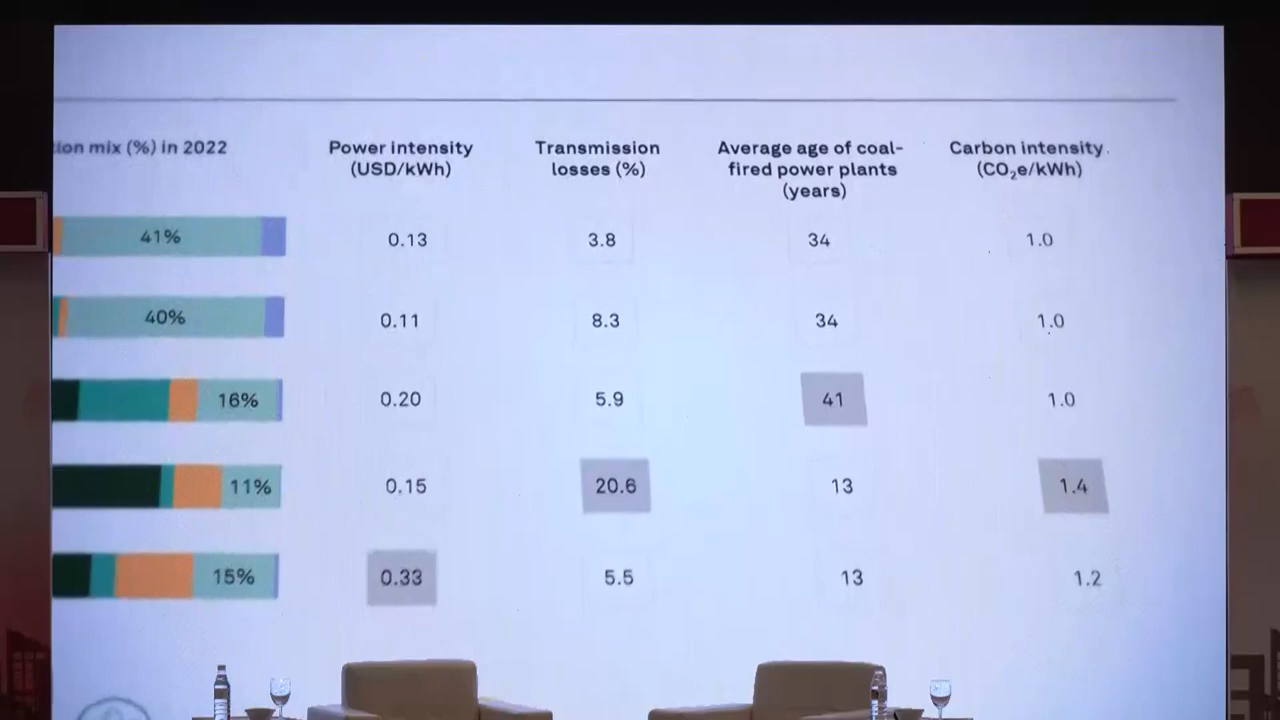 ion mix (%) in 2022
Power intensity
(USD/kWh)
Transmission
losses (%)
Average age of coal-
fired power plants
(years)
Carbon intensity
(CO₂e/kWh)
41% 0.13 3.8 34 1.0
40% 0.11 8.3 34 1.0
16% 0.20 5.9 41 1.0
11% 0.15 20.6 13 1.4
15% 0.33 5.5 13 1.2